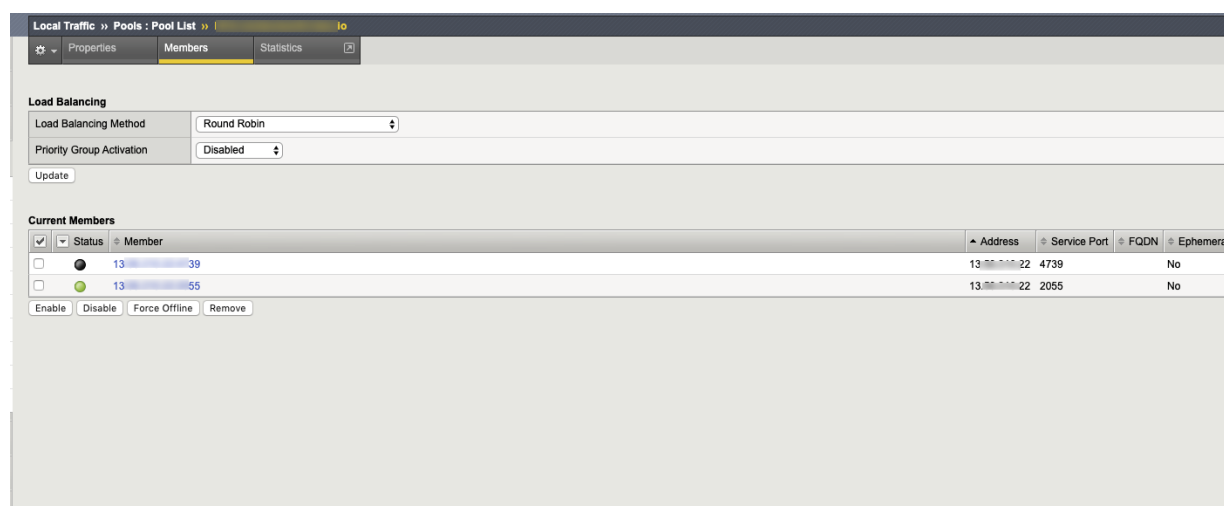 Local Traffic » Pools : Pool List » io
Properties Members Statistics
Load Balancing
Load Balancing Method Round Robin
Priority Group Activation Disabled
Update
Current Members
Status Member Address Service Port FQDN Ephemera
13 39 13. 22 4739 No
13 55 13. 22 2055 No
Enable Disable Force Offline Remove